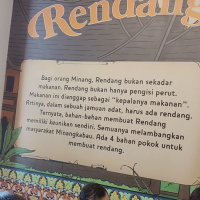 Rendang
Bagi orang Minang, Rendang bukan sekadar
makanan. Rendang bukan hanya pengisi perut.
Makanan ini dianggap sebagai "kepalanya makanan".
Artinya, dalam sebuah jamuan adat, harus ada rendang.
Ternyata, bahan-bahan membuat Rendang
memiliki keunikan sendiri. Semuanya melambangkan
masyarakat Minangkabau. Ada 4 bahan pokok untuk
membuat rendang.